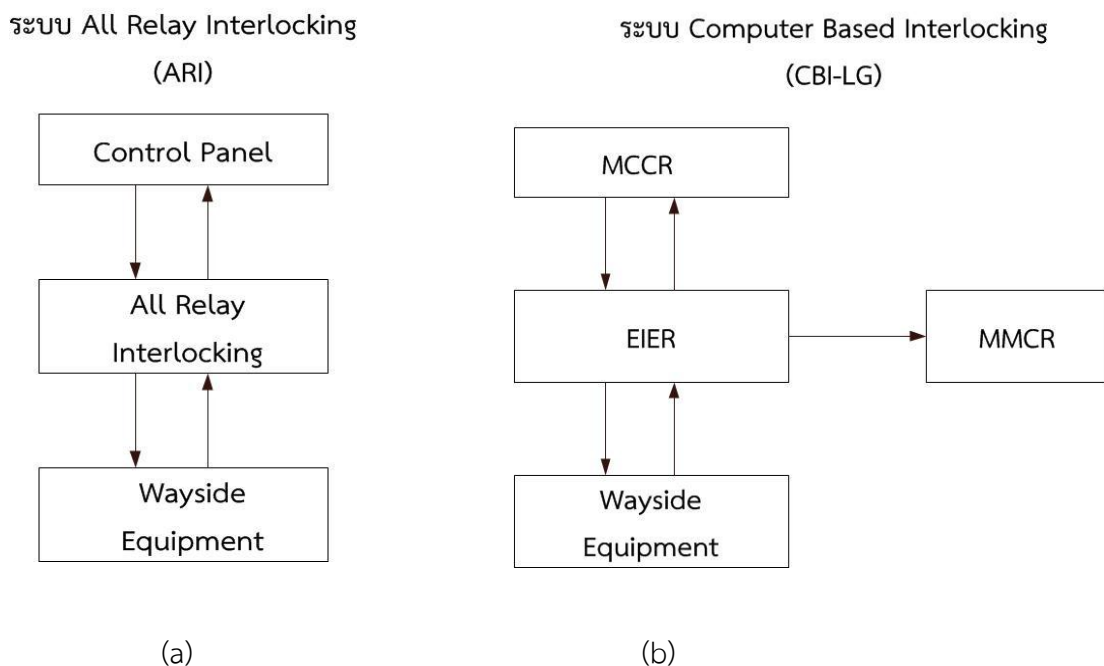 ระบบ All Relay Interlocking
(ARI)
Control Panel
All Relay
Interlocking
Wayside
Equipment
(a)
ระบบ Computer Based Interlocking
(CBI-LG)
MCCR
EIER
MMCR
Wayside
Equipment
(b)